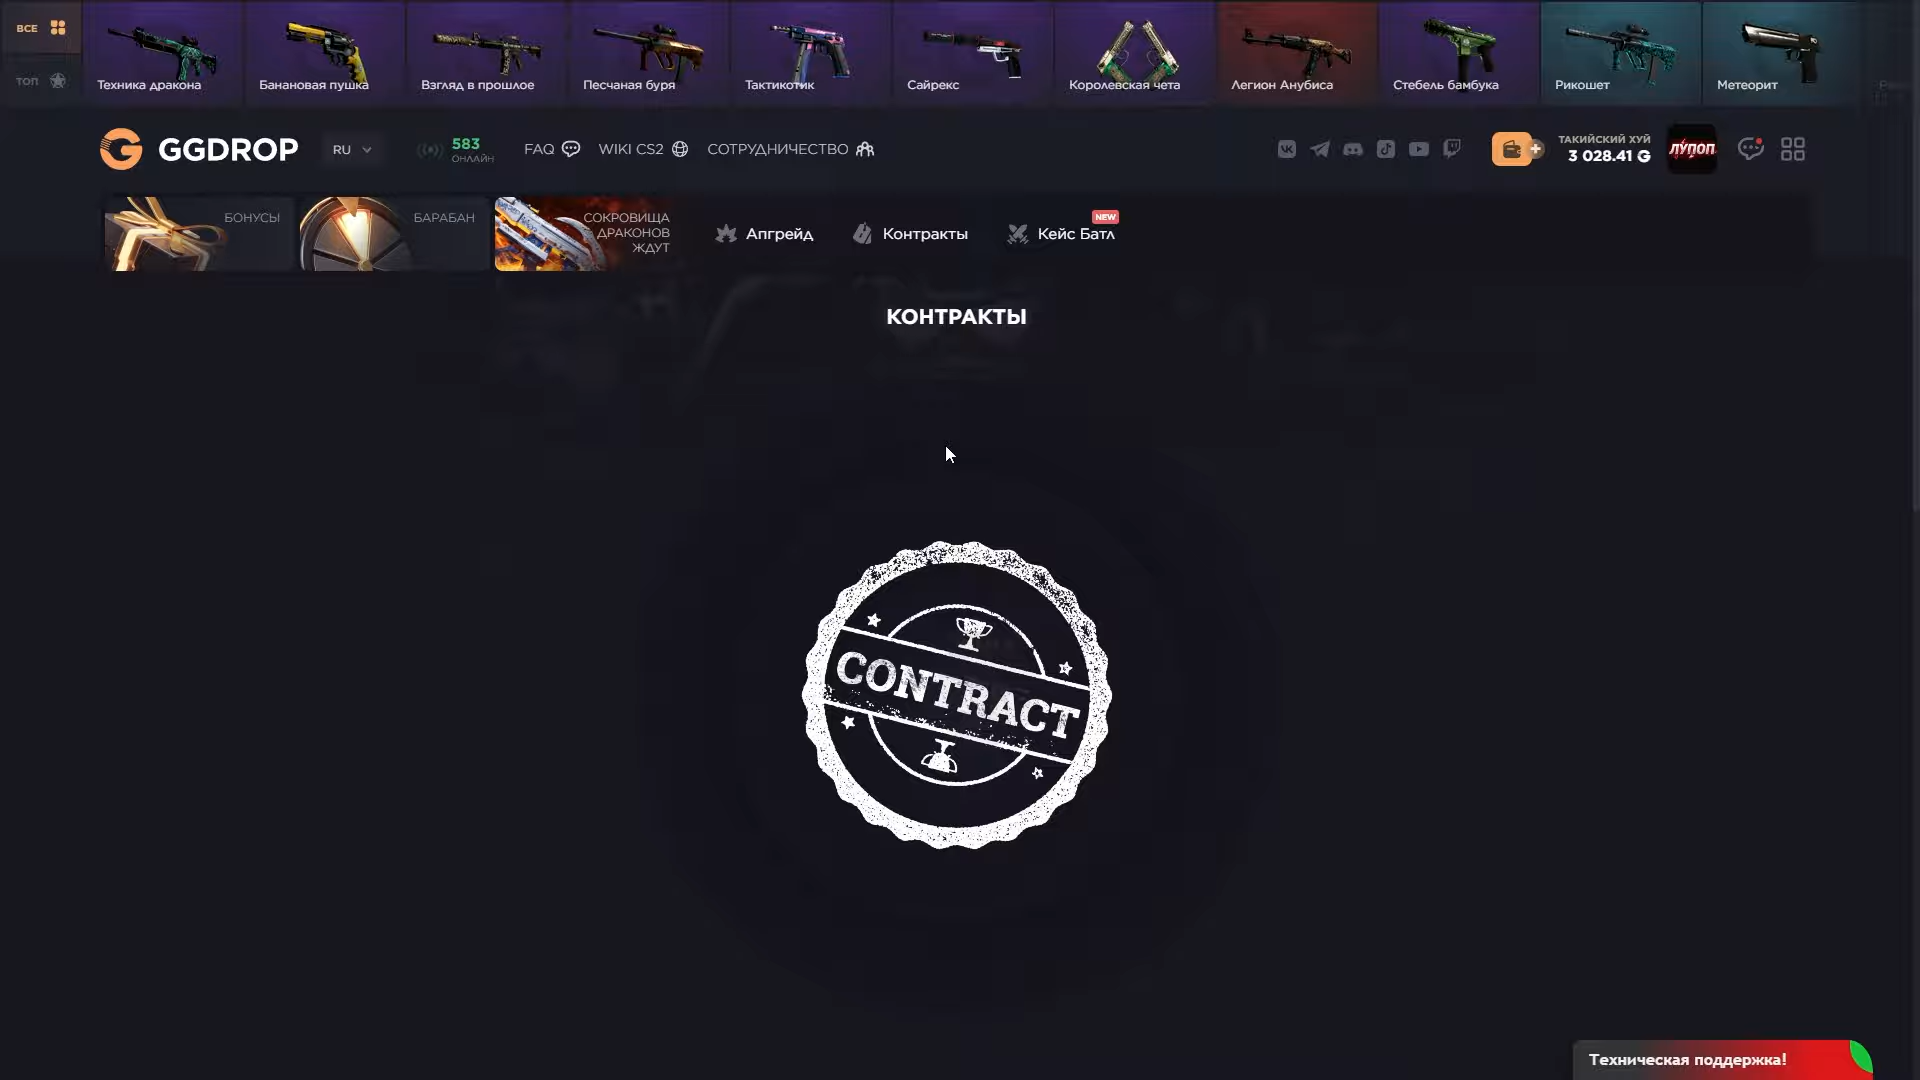 ВСЕ
ТОП
Техника дракона
Банановая пушка
Взгляд в прошлое
Песчаная буря
Тактикотик
Сайрекс
Королевская чета
Легион Анубиса
Стебель бамбука
Рикошет
Метеорит
GGDROP
RU
583
ОНЛАЙН
FAQ
WIKI CS2
СОТРУДНИЧЕСТВО
ТАКИЙСКИЙ ХУЙ
3 028.41 G
ЛУПОП
БОНУСЫ
БАРАБАН
СОКРОВИЩА
ДРАКОНОВ
ЖДУТ
Апгрейд
Контракты
Кейс Батл
NEW
КОНТРАКТЫ
CONTRACT
Техническая поддержка!